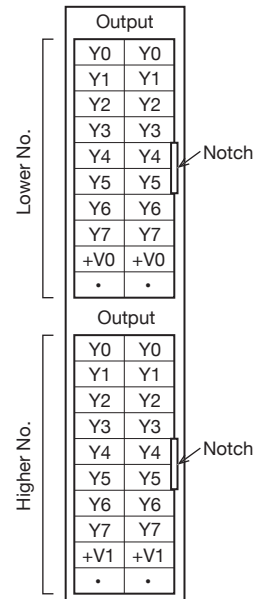 Output
Y0 Y0
Y1 Y1
Y2 Y2
Y3 Y3
Y4 Y4 Notch
Y5 Y5
Y6 Y6
Y7 Y7
+V0 +V0
• •
Lower No.
Output
Y0 Y0
Y1 Y1
Y2 Y2
Y3 Y3
Y4 Y4 Notch
Y5 Y5
Y6 Y6
Y7 Y7
+V1 +V1
• •
Higher No.